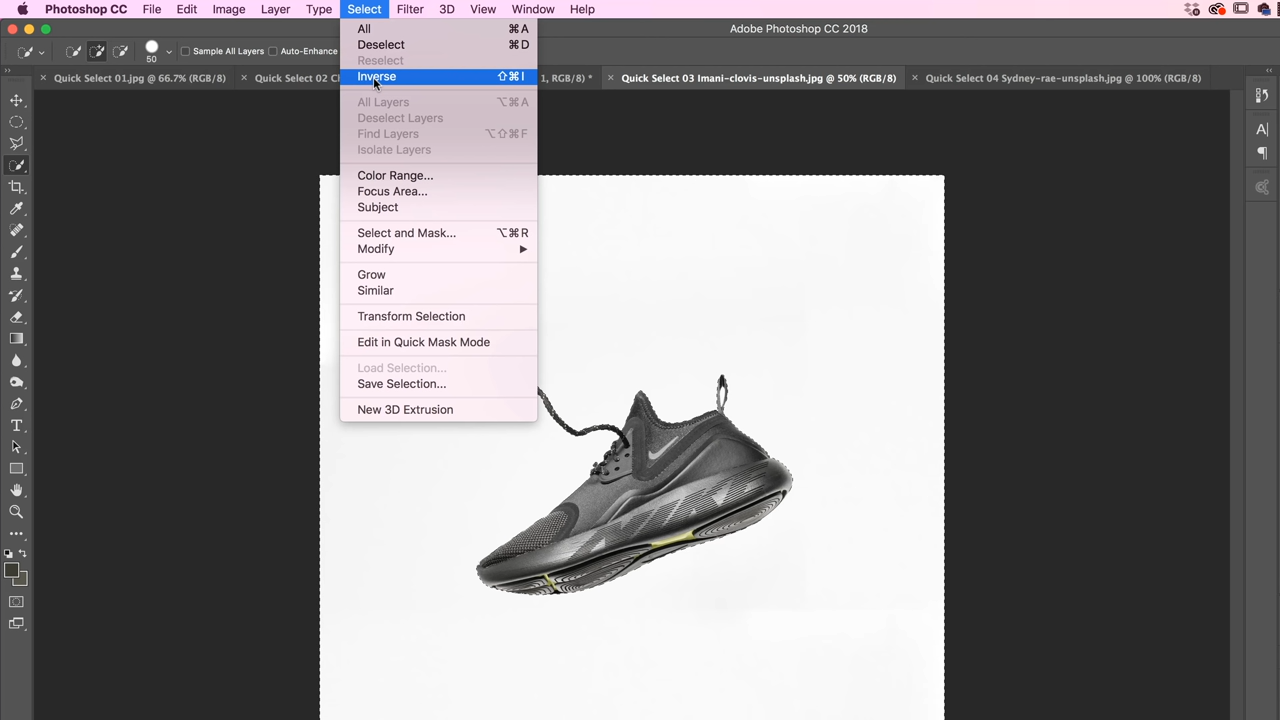 Photoshop CC File Edit Image Layer Type Select Filter 3D View Window Help
Adobe Photoshop CC 2018
50 Sample All Layers Auto-Enhance
Quick Select 01.jpg @ 66.7% (RGB/8) Quick Select 02 1, RGB/8) * Quick Select 03 Imani-clovis-unsplash.jpg @ 50% (RGB/8) Quick Select 04 Sydney-rae-unsplash.jpg @ 100% (RGB/8)
All ⌘A
Deselect ⌘D
Reselect
Inverse ⇧⌘I
All Layers ⌥⌘A
Deselect Layers
Find Layers ⌥⇧⌘F
Isolate Layers
Color Range...
Focus Area...
Subject
Select and Mask... ⌥⌘R
Modify
Grow
Similar
Transform Selection
Edit in Quick Mask Mode
Load Selection...
Save Selection...
New 3D Extrusion